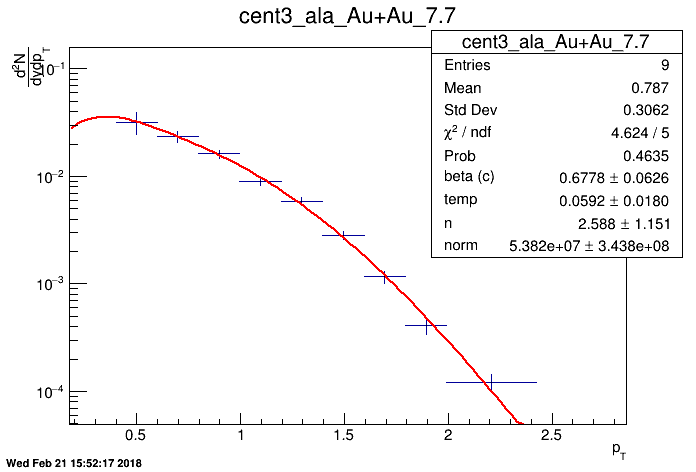 cent3_ala_Au+Au_7.7
cent3_ala_Au+Au_7.7
Entries 9
Mean 0.787
Std Dev 0.3062
χ² / ndf 4.624 / 5
Prob 0.4635
beta (c) 0.6778 ± 0.0626
temp 0.0592 ± 0.0180
n 2.588 ± 1.151
norm 5.382e+07 ± 3.438e+08
d²N
dydp_T
10⁻¹
10⁻²
10⁻³
10⁻⁴
0.5 1 1.5 2 2.5
p_T
Wed Feb 21 15:52:17 2018